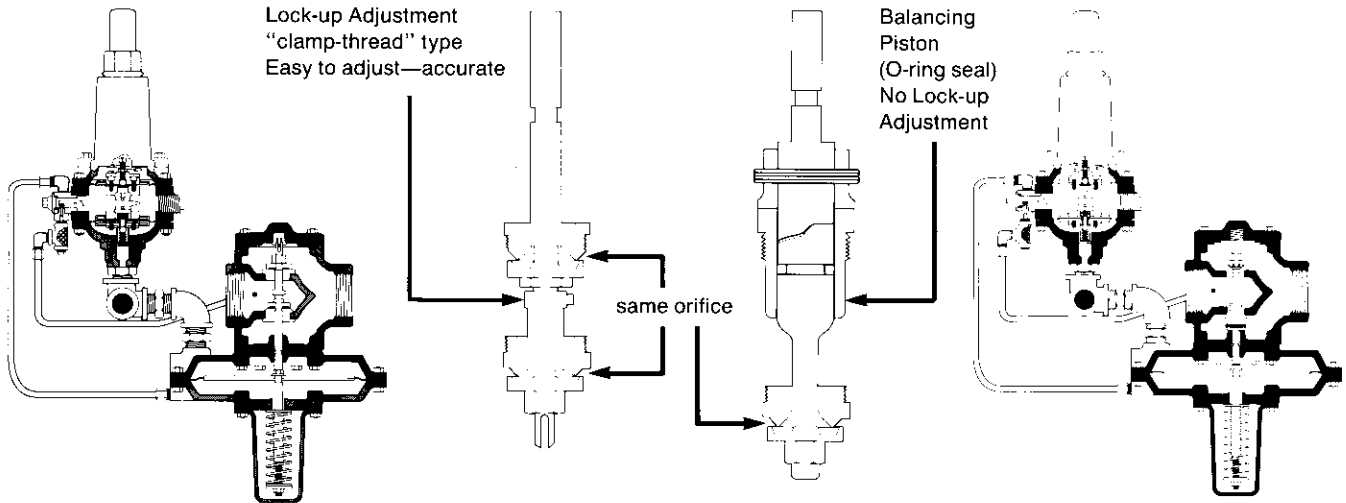 Lock-up Adjustment
“clamp-thread” type
Easy to adjust—accurate
Balancing
Piston
(O-ring seal)
No Lock-up
Adjustment
same orifice